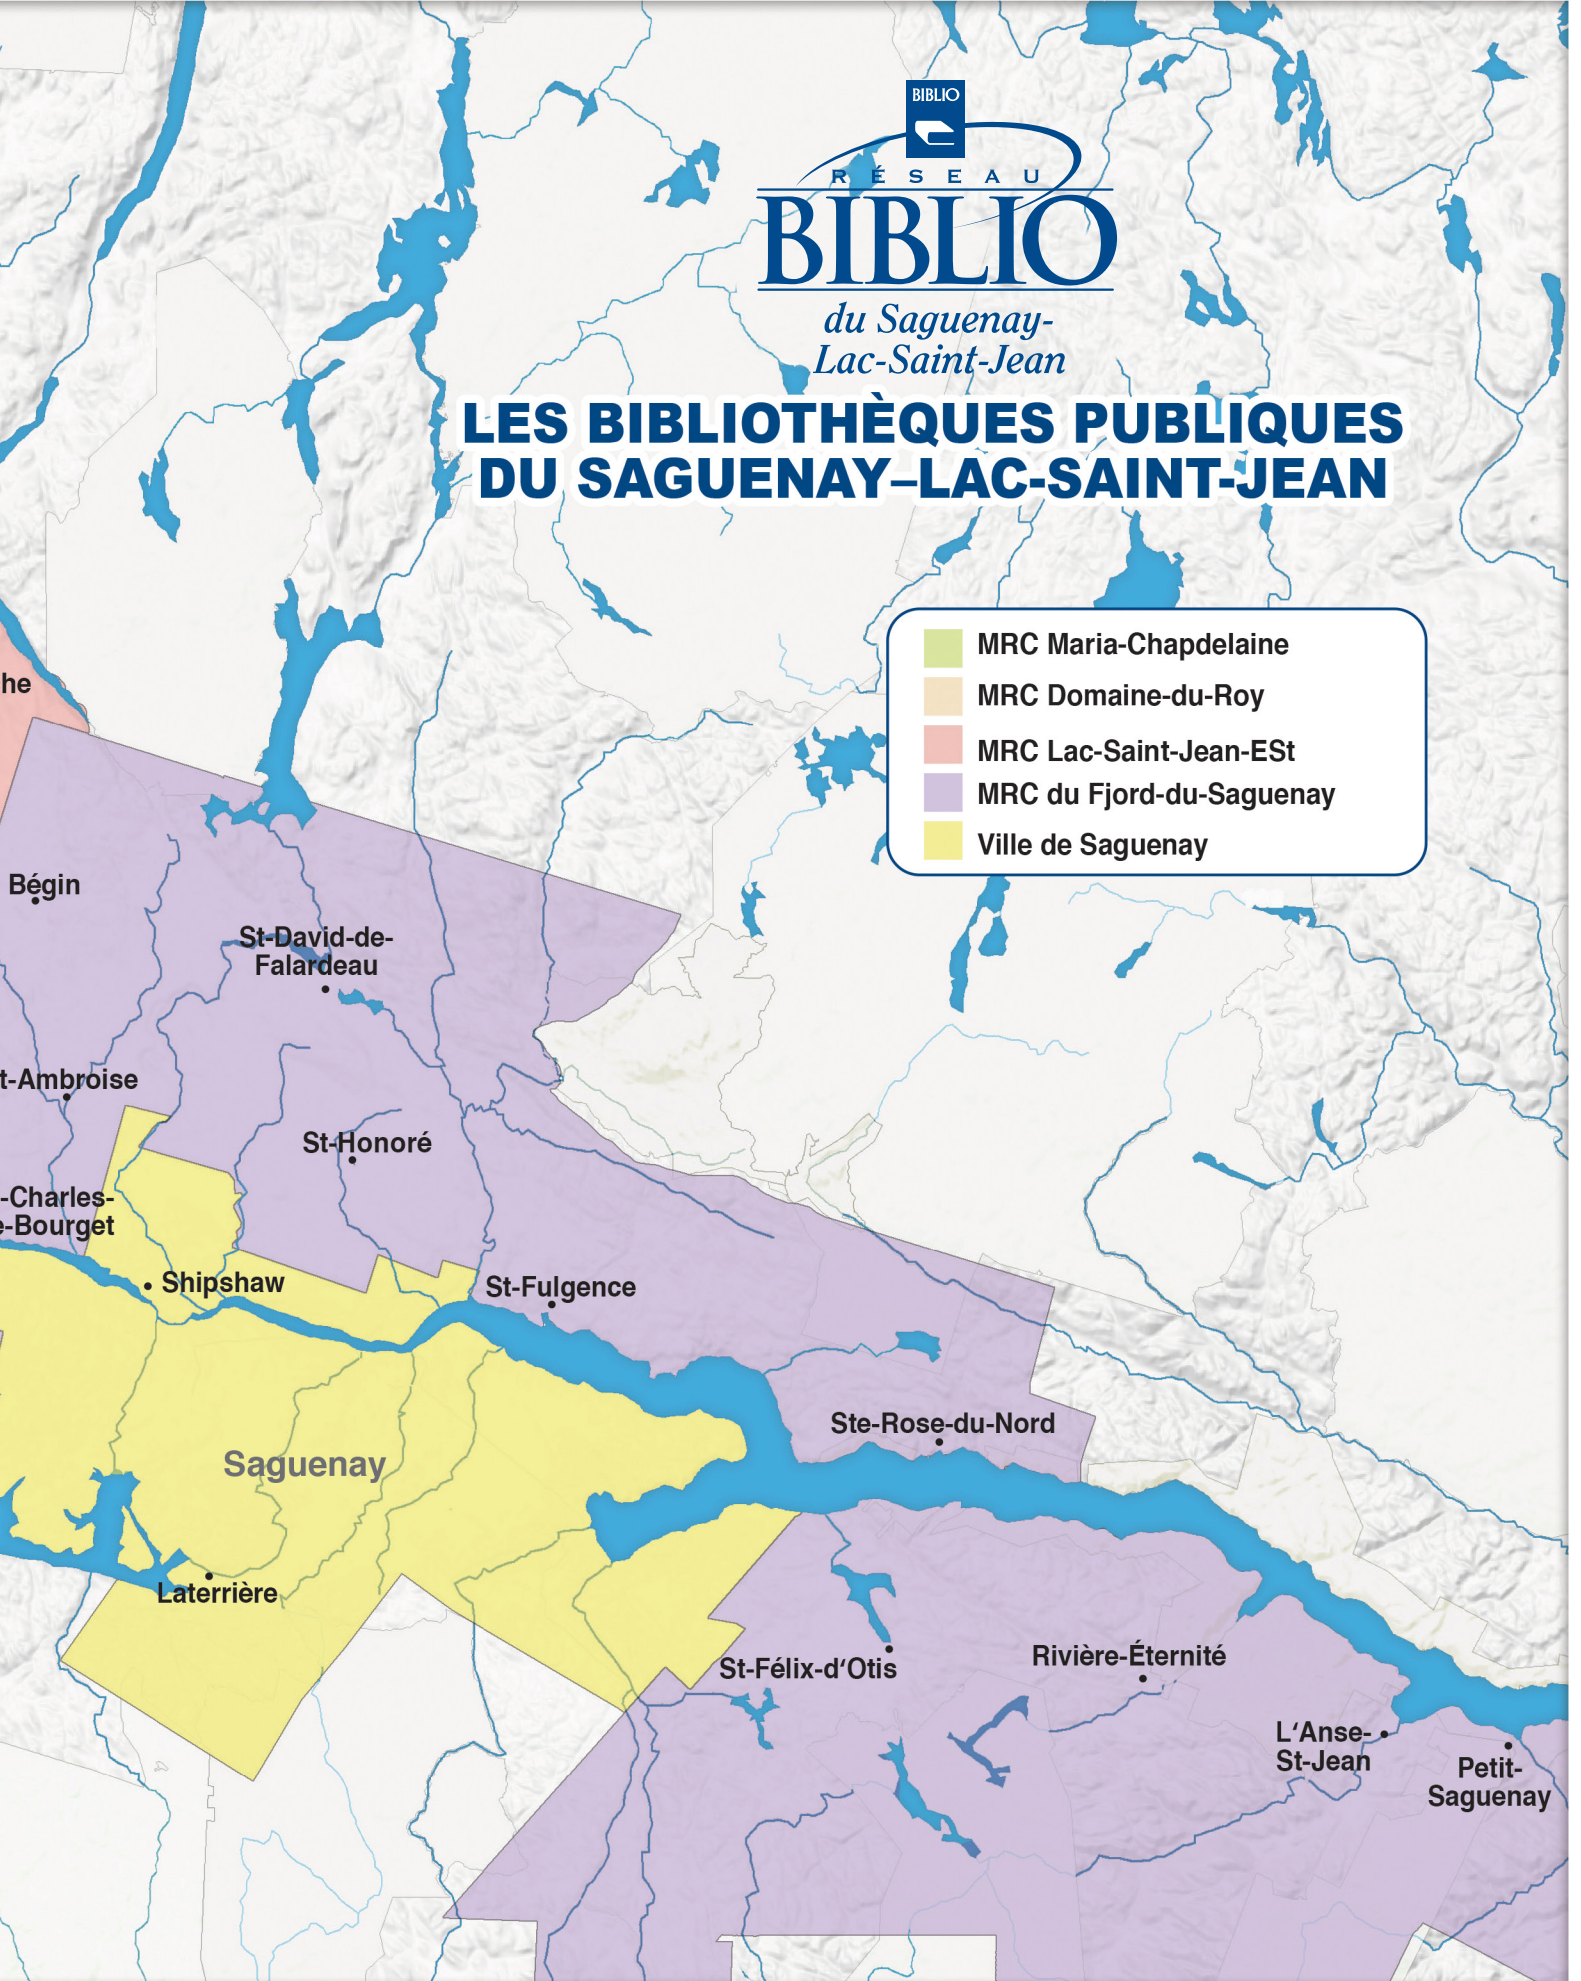 BIBLIO
RÉSEAU
BIBLIO
du Saguenay-
Lac-Saint-Jean
LES BIBLIOTHÈQUES PUBLIQUES
DU SAGUENAY–LAC-SAINT-JEAN
MRC Maria-Chapdelaine
MRC Domaine-du-Roy
MRC Lac-Saint-Jean-ESt
MRC du Fjord-du-Saguenay
Ville de Saguenay
he
Bégin
St-David-de-
Falardeau
t-Ambroise
St-Honoré
-Charles-
e-Bourget
Shipshaw
St-Fulgence
Ste-Rose-du-Nord
Saguenay
Laterrière
St-Félix-d‘Otis
Rivière-Éternité
L‘Anse-
St-Jean
Petit-
Saguenay